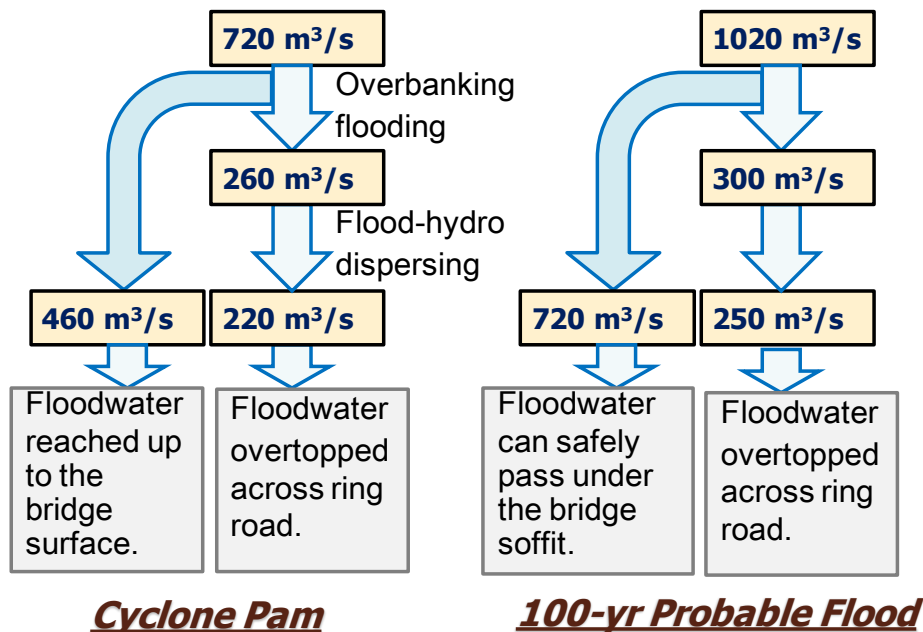 720 m³/s
Overbanking
flooding
260 m³/s
Flood-hydro
dispersing
460 m³/s
220 m³/s
Floodwater
reached up
to the
bridge
surface.
Floodwater
overtopped
across ring
road.
Cyclone Pam
1020 m³/s
300 m³/s
720 m³/s
250 m³/s
Floodwater
can safely
pass under
the bridge
soffit.
Floodwater
overtopped
across ring
road.
100-yr Probable Flood